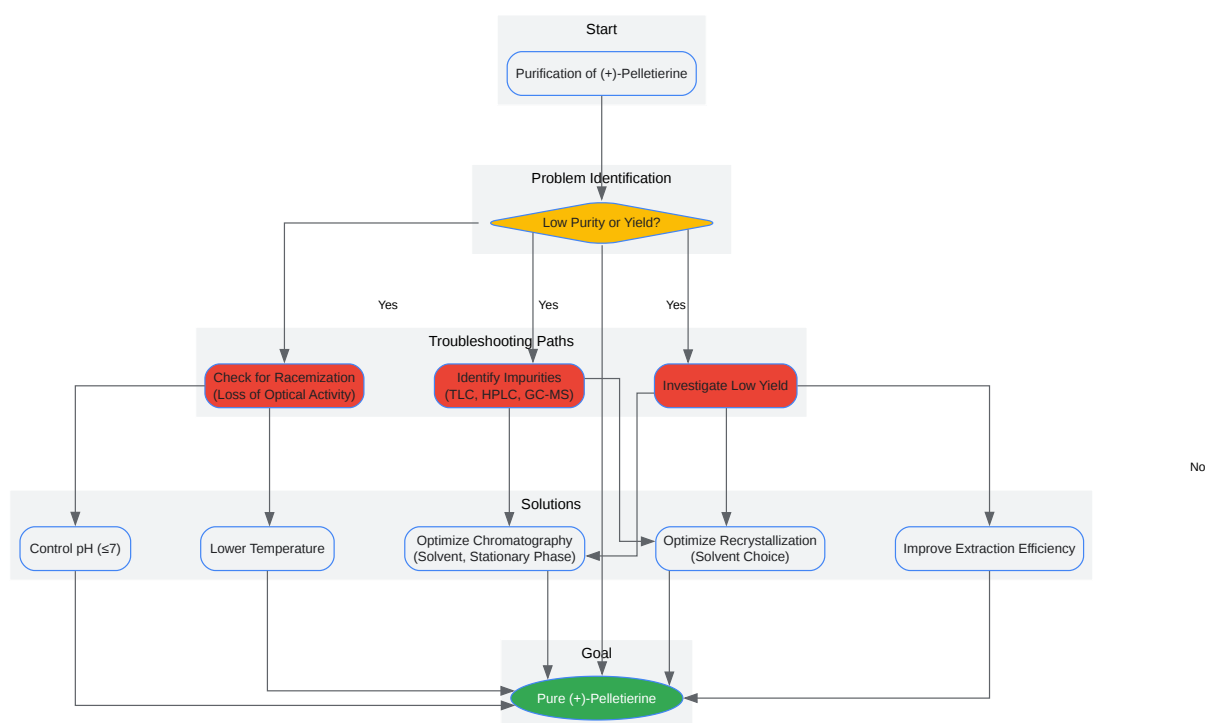 Start
Purification of (+)-Pelletierine
Problem Identification
Low Purity or Yield?
Yes
Yes
Yes
Troubleshooting Paths
Check for Racemization
(Loss of Optical Activity)
Identify Impurities
(TLC, HPLC, GC-MS)
Investigate Low Yield
No
Solutions
Control pH (≤7)
Lower Temperature
Optimize Chromatography
(Solvent, Stationary Phase)
Optimize Recrystallization
(Solvent Choice)
Improve Extraction Efficiency
Goal
Pure (+)-Pelletierine